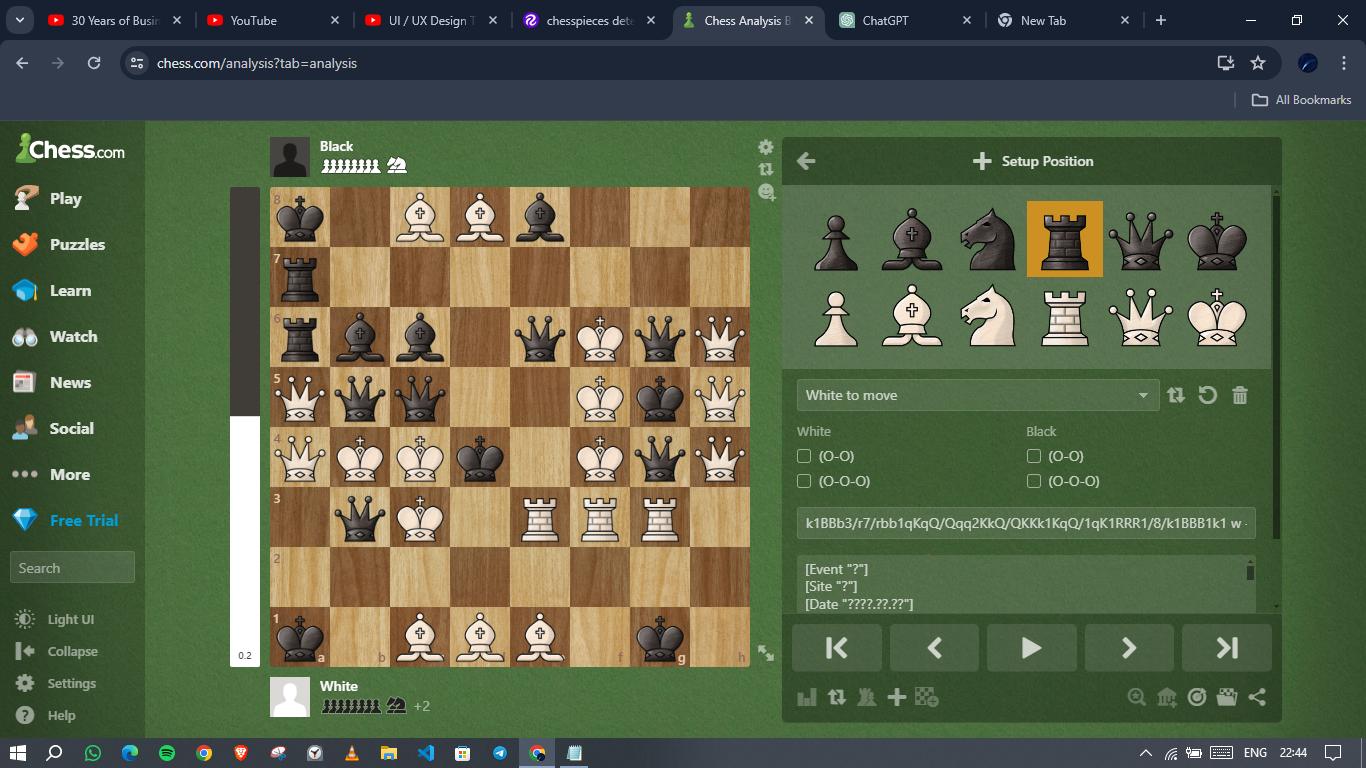 30 Years of Busin
YouTube
UI / UX Design T
chesspieces dete
Chess Analysis B
ChatGPT
New Tab
chess.com/analysis?tab=analysis
All Bookmarks
Chess.com
Play
Puzzles
Learn
Watch
News
Social
More
Free Trial
Search
Light UI
Collapse
Settings
Help
Black
8
7
6
5
4
3
2
1
a
b
f
g
h
0.2
White
+2
Setup Position
White to move
White
Black
(O-O)
(O-O)
(O-O-O)
(O-O-O)
k1BBb3/r7/rbb1qKqQ/Qqq2KkQ/QKKk1KqQ/1qK1RRR1/8/k1BBB1k1 w -
[Event "?"]
[Site "?"]
[Date "????.??.??"]
ENG
22:44